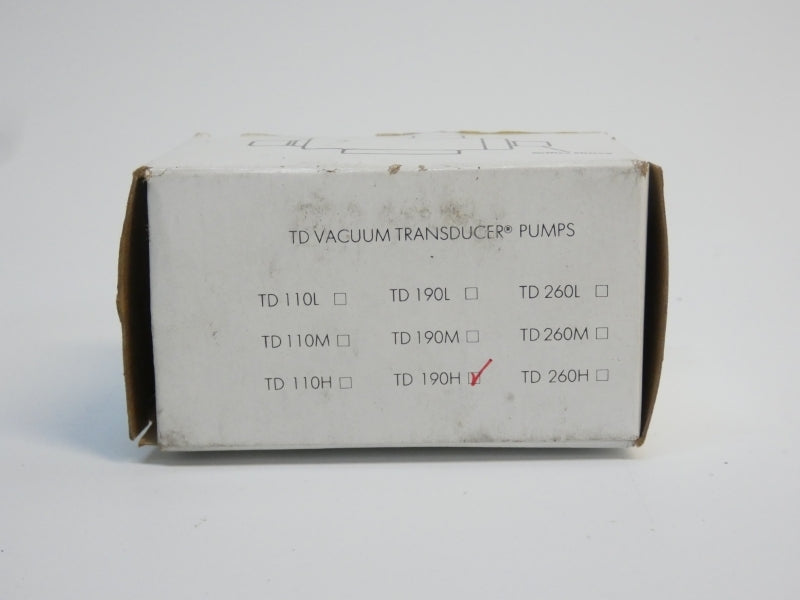 TD VACUUM TRANSDUCER® PUMPS
TD 110L ☐ TD 190L ☐ TD 260L ☐
TD 110M ☐ TD 190M ☐ TD 260M ☐
TD 110H ☐ TD 190H ☑ TD 260H ☐